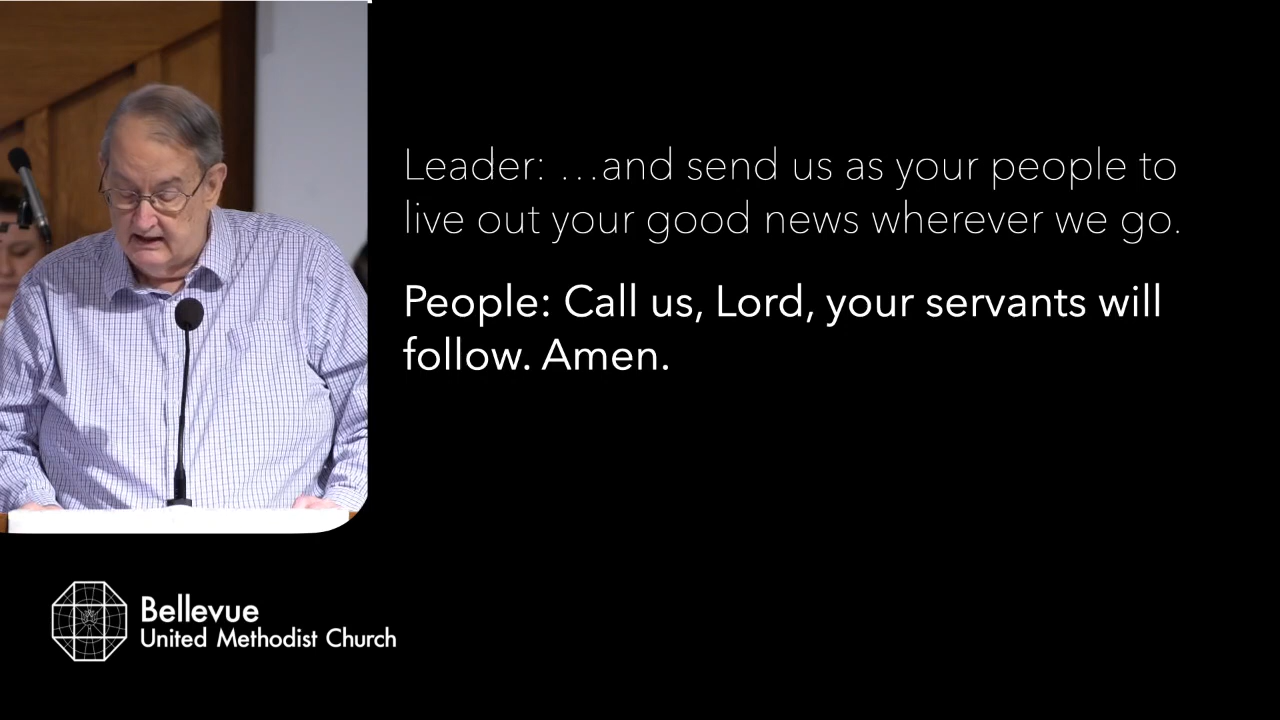 Leader: …and send us as your people to
live out your good news wherever we go.
People: Call us, Lord, your servants will
follow. Amen.
Bellevue
United Methodist Church